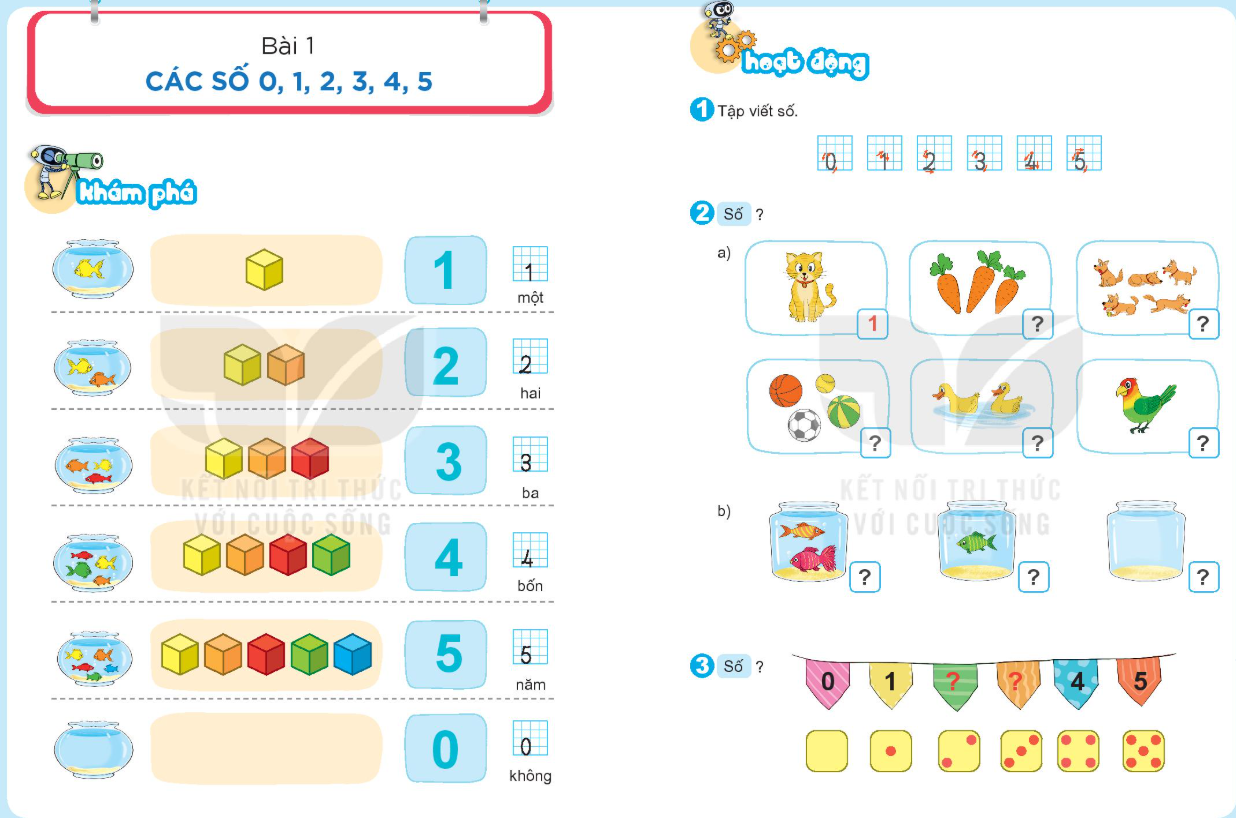 Bài 1
CÁC SỐ 0, 1, 2, 3, 4, 5
khám phá
1
1
một
2
2
hai
3
3
ba
4
4
bốn
5
5
năm
0
0
không
KẾT NỐI TRI THỨC
VỚI CUỘC SỐNG
hoạt động
1 Tập viết số.
0 1 2 3 4 5
2 Số ?
a)
1 ? ?
? ? ?
KẾT NỐI TRI THỨC
VỚI CUỘC SỐNG
b)
? ? ?
3 Số ?
0 1 ? ? 4 5